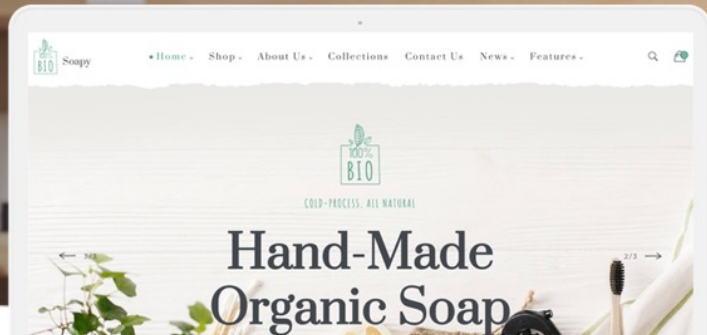 100%
BIO
Soapy
Home Shop About Us Collections Contact Us News Features
100%
BIO
COLD-PROCESS, ALL NATURAL
Hand-Made
2/3
Organic Soap